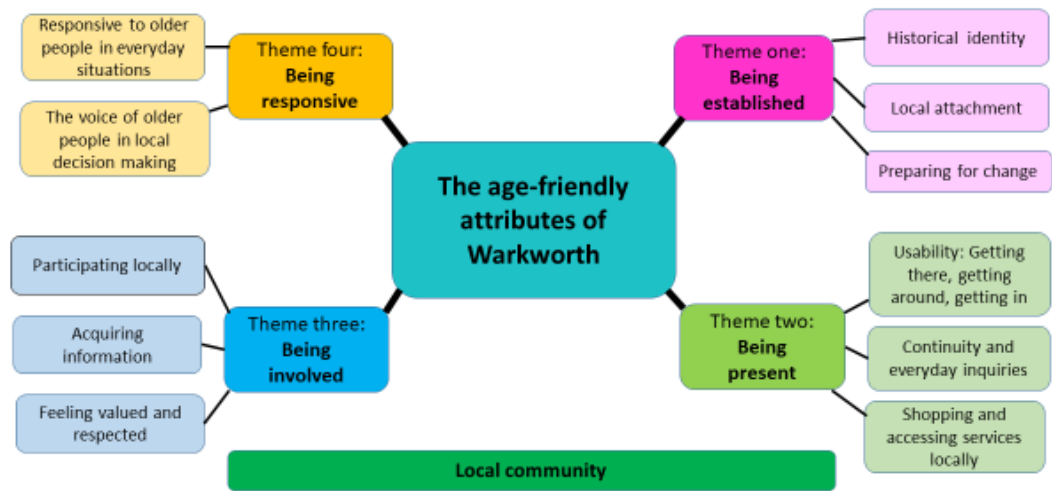 Responsive to older
people in everyday
situations
The voice of older
people in local
decision making
Theme four:
Being
responsive
Theme one:
Being
established
Historical identity
Local attachment
Preparing for change
The age-friendly
attributes of
Warkworth
Participating locally
Acquiring
information
Feeling valued and
respected
Theme three:
Being
involved
Theme two:
Being
present
Usability: Getting
there, getting
around, getting in
Continuity and
everyday inquiries
Shopping and
accessing services
locally
Local community